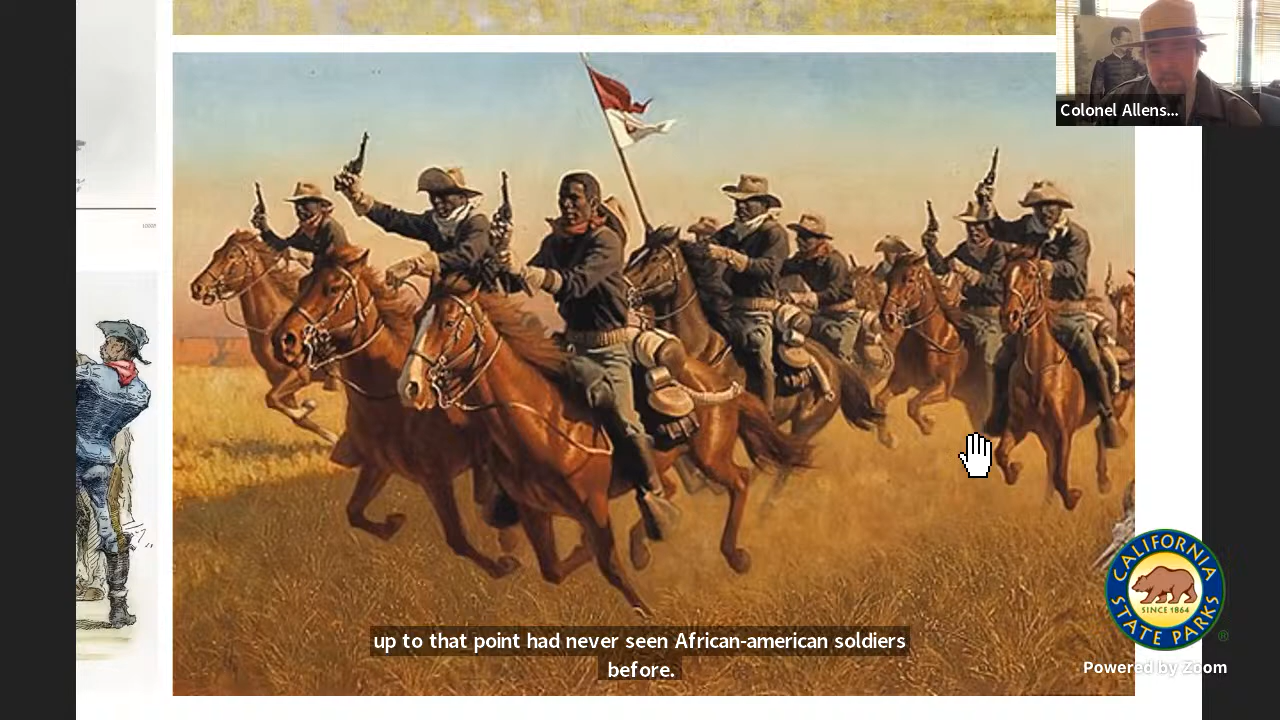 Colonel Allens...
CALIFORNIA
SINCE 1864
STATE PARKS
®
up to that point had never seen African-american soldiers
before.
Powered by Zoom